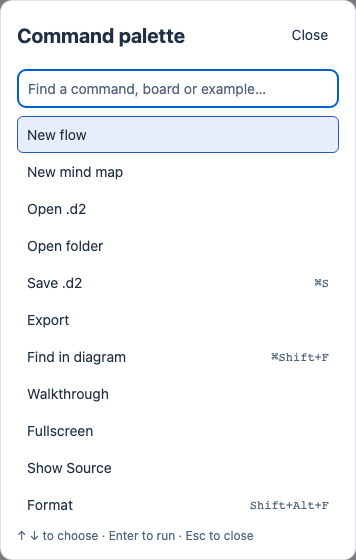 Command palette Close
Find a command, board or example...
New flow
New mind map
Open .d2
Open folder
Save .d2 ⌘S
Export
Find in diagram ⌘Shift+F
Walkthrough
Fullscreen
Show Source
Format Shift+Alt+F
↑ ↓ to choose · Enter to run · Esc to close